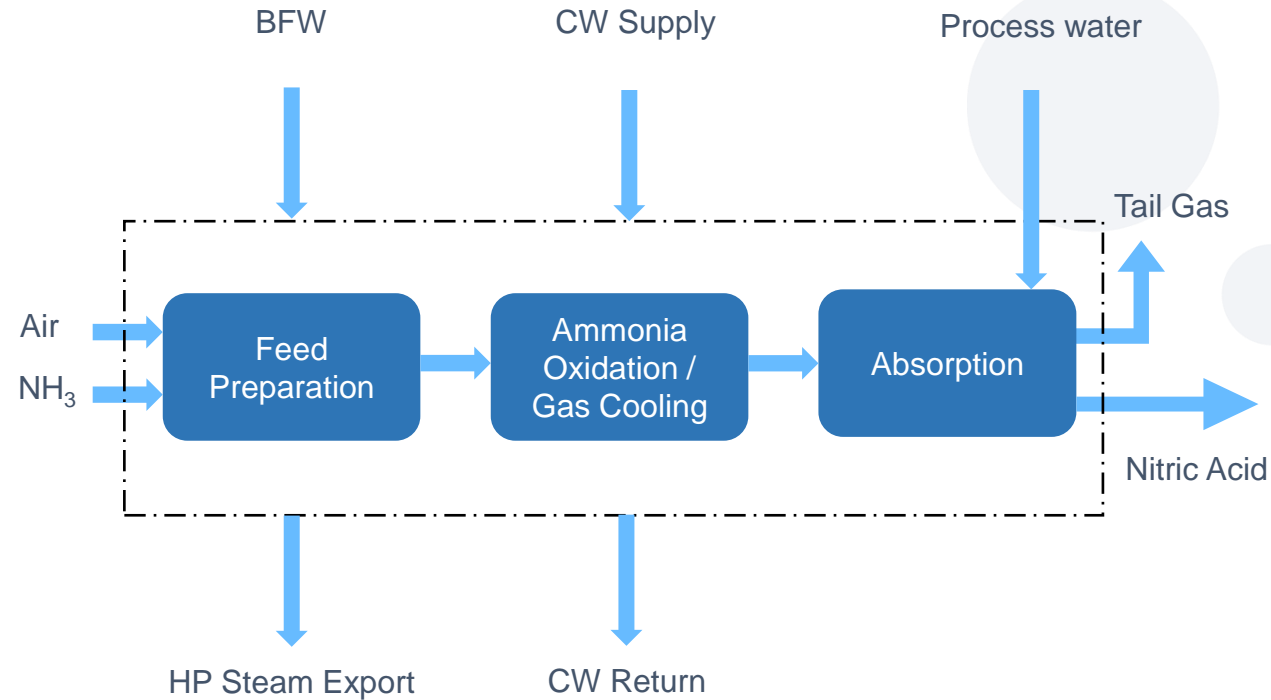 BFW
CW Supply
Process water
Tail Gas
Air
NH₃
Feed
Preparation
Ammonia
Oxidation /
Gas Cooling
Absorption
Nitric Acid
HP Steam Export
CW Return